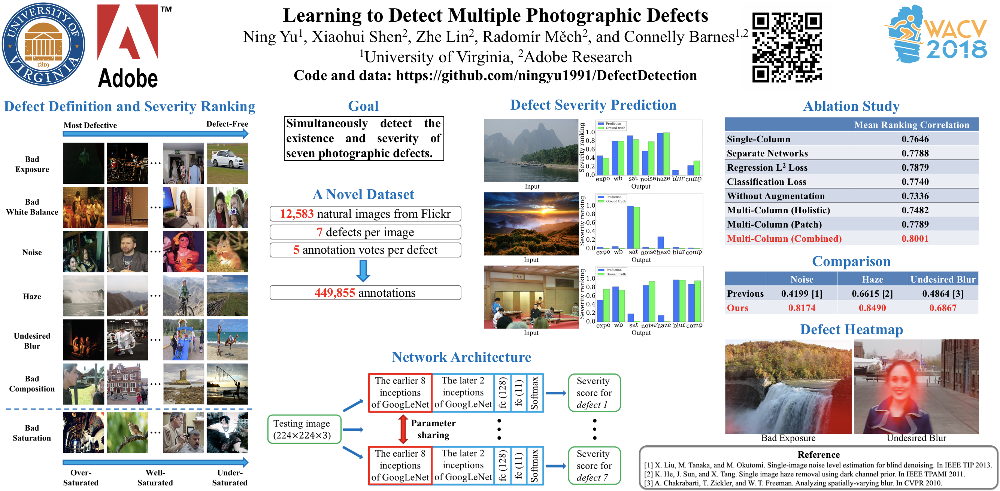 UNIVERSITY OF VIRGINIA
1819
Adobe
TM
Learning to Detect Multiple Photographic Defects
Ning Yu1, Xiaohui Shen2, Zhe Lin2, Radomír Měch2, and Connelly Barnes1,2
1University of Virginia, 2Adobe Research
Code and data: https://github.com/ningyu1991/DefectDetection
WACV
2018
Defect Definition and Severity Ranking
Most Defective
Defect-Free
Bad
Exposure
Bad
White Balance
Noise
Haze
Undesired
Blur
Bad
Composition
Bad
Saturation
Over-
Saturated
Well-
Saturated
Under-
Saturated
Goal
Simultaneously detect the
existence and severity of
seven photographic defects.
A Novel Dataset
12,583 natural images from Flickr
7 defects per image
5 annotation votes per defect
449,855 annotations
Defect Severity Prediction
Input
Severity ranking
1.0
0.8
0.6
0.4
0.2
0.0
Prediction
Ground truth
expo wb sat noise haze blur comp
Output
Input
Severity ranking
1.0
0.8
0.6
0.4
0.2
0.0
Prediction
Ground truth
expo wb sat noise haze blur comp
Output
Input
Severity ranking
1.0
0.8
0.6
0.4
0.2
0.0
Prediction
Ground truth
expo wb sat noise haze blur comp
Output
Network Architecture
Testing image
(224×224×3)
The earlier 8
inceptions
of GoogLeNet
The later 2
inceptions
of GoogLeNet
fc (128)
fc (11)
Softmax
Severity
score for
defect 1
Parameter
sharing
The earlier 8
inceptions
of GoogLeNet
The later 2
inceptions
of GoogLeNet
fc (128)
fc (11)
Softmax
Severity
score for
defect 7
Ablation Study
Mean Ranking Correlation
Single-Column 0.7646
Separate Networks 0.7788
Regression L2 Loss 0.7879
Classification Loss 0.7740
Without Augmentation 0.7336
Multi-Column (Holistic) 0.7482
Multi-Column (Patch) 0.7789
Multi-Column (Combined) 0.8001
Comparison
Noise Haze Undesired Blur
Previous 0.4199 [1] 0.6615 [2] 0.4864 [3]
Ours 0.8174 0.8490 0.6867
Defect Heatmap
Bad Exposure
Undesired Blur
Reference
[1] X. Liu, M. Tanaka, and M. Okutomi. Single-image noise level estimation for blind denoising. In IEEE TIP 2013.
[2] K. He, J. Sun, and X. Tang. Single image haze removal using dark channel prior. In IEEE TPAMI 2011.
[3] A. Chakrabarti, T. Zickler, and W. T. Freeman. Analyzing spatially-varying blur. In CVPR 2010.